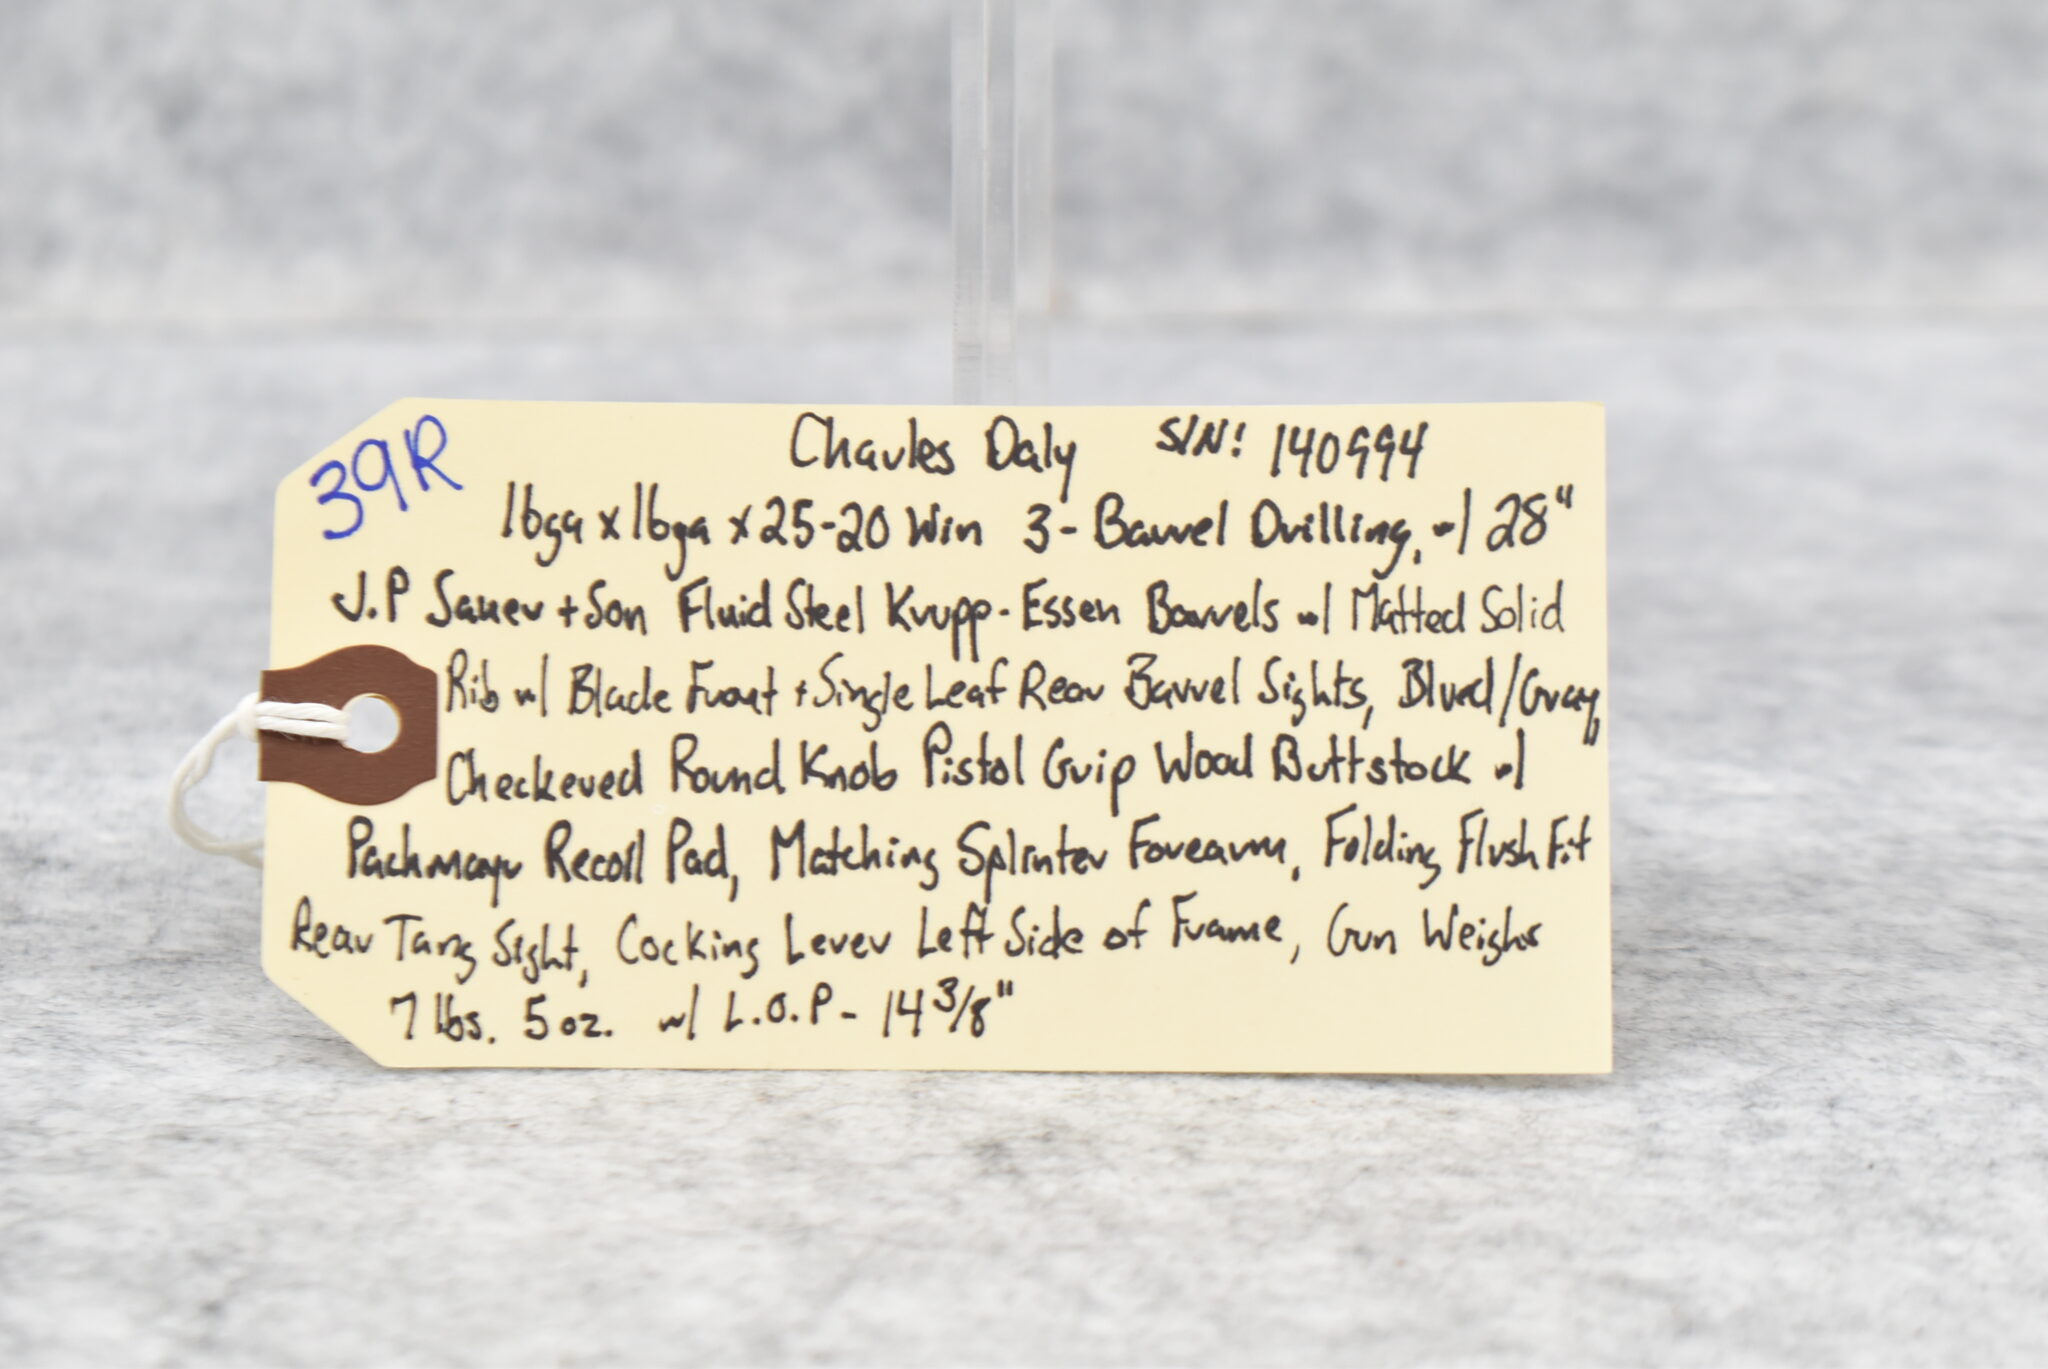 39R
Charles Daly S/N: 140994
16ga x 16ga x 25-20 Win 3-Barrel Drilling, w/ 28"
J.P Sauer + Son Fluid Steel Krupp-Essen Barrels w/ Matted Solid
Rib w/ Blade Front + Single Leaf Rear Barrel Sights, Blued/Gray,
Checkered Round Knob Pistol Grip Wood Buttstock w/
Pachmayr Recoil Pad, Matching Splinter Forearm, Folding Flush Fit
Rear Tang Sight, Cocking Lever Left Side of Frame, Gun Weighs
7 lbs. 5 oz. w/ L.O.P - 14 3/8"